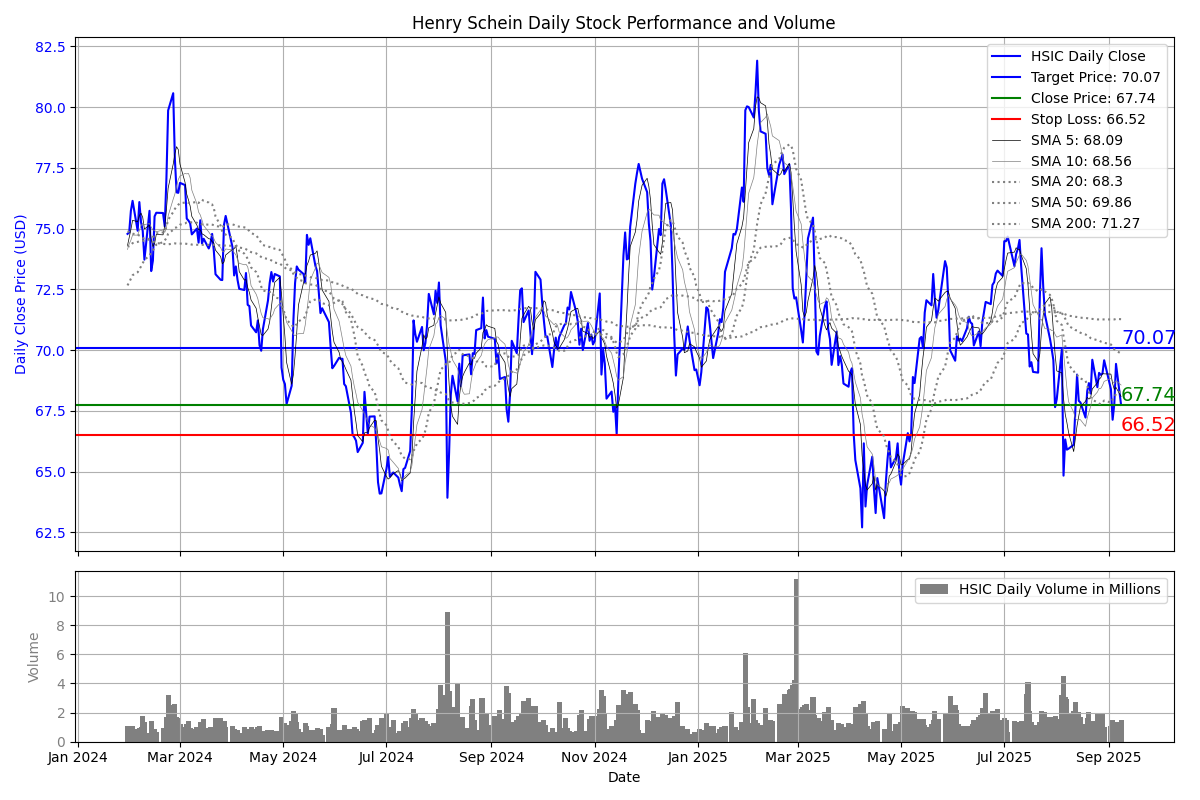 Henry Schein Daily Stock Performance and Volume
Daily Close Price (USD)
82.5
80.0
77.5
75.0
72.5
70.0
67.5
65.0
62.5
HSIC Daily Close
Target Price: 70.07
Close Price: 67.74
Stop Loss: 66.52
SMA 5: 68.09
SMA 10: 68.56
SMA 20: 68.3
SMA 50: 69.86
SMA 200: 71.27
70.07
67.74
66.52
Volume
10
8
6
4
2
0
HSIC Daily Volume in Millions
Jan 2024 Mar 2024 May 2024 Jul 2024 Sep 2024 Nov 2024 Jan 2025 Mar 2025 May 2025 Jul 2025 Sep 2025
Date